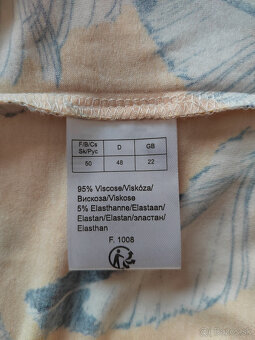 F/B/Cs
Sk/Рус D GB
50 48 22
95% Viscose/Viskóza/
Вискоза/Viskose
5% Elasthanne/Elastaan/
Elastan/Elastan/эластан/
Elasthan
F. 1008